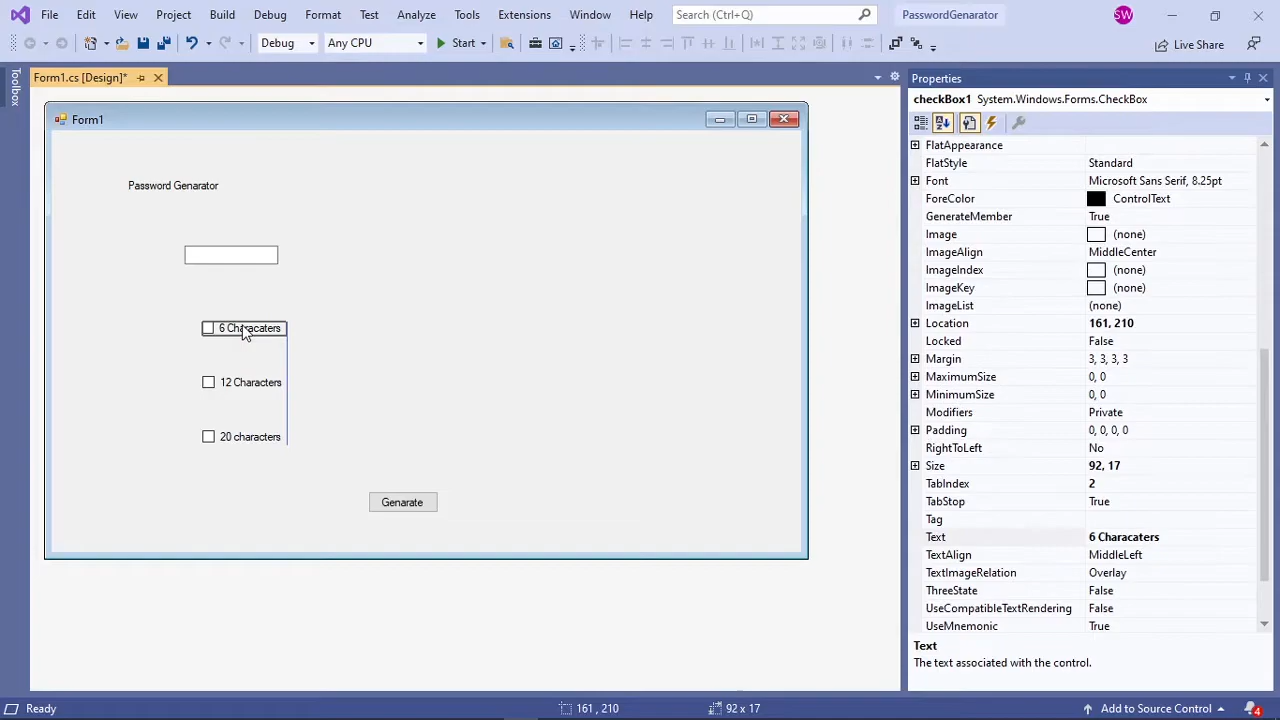 File Edit View Project Build Debug Format Test Analyze Tools Extensions Window Help Search (Ctrl+Q) PasswordGenarator SW
Debug Any CPU Start Live Share
Toolbox
Form1.cs [Design]*
Form1
Password Genarator
6 Characaters
12 Characters
20 characters
Genarate
Properties
checkBox1 System.Windows.Forms.CheckBox
FlatAppearance
FlatStyle Standard
Font Microsoft Sans Serif, 8.25pt
ForeColor ControlText
GenerateMember True
Image (none)
ImageAlign MiddleCenter
ImageIndex (none)
ImageKey (none)
ImageList (none)
Location 161, 210
Locked False
Margin 3, 3, 3, 3
MaximumSize 0, 0
MinimumSize 0, 0
Modifiers Private
Padding 0, 0, 0, 0
RightToLeft No
Size 92, 17
TabIndex 2
TabStop True
Tag
Text 6 Characaters
TextAlign MiddleLeft
TextImageRelation Overlay
ThreeState False
UseCompatibleTextRendering False
UseMnemonic True
Text
The text associated with the control.
Ready 161 , 210 92 x 17 Add to Source Control 4